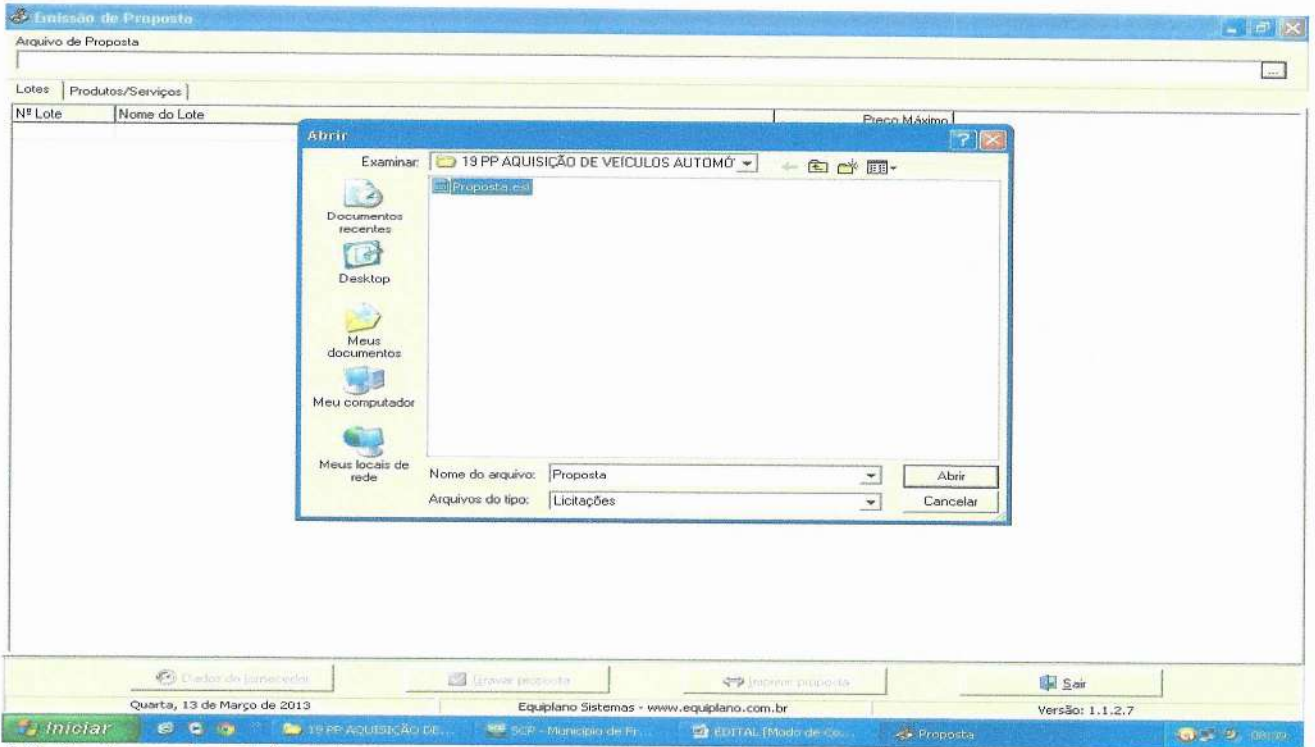 Emissão de Proposta
Arquivo de Proposta
...
Lotes Produtos/Serviços
Nº Lote Nome do Lote Preço Máximo
Abrir
Examinar: 19 PP AQUISIÇÃO DE VEÍCULOS AUTOMÓ
Proposta.esl
Documentos recentes
Desktop
Meus documentos
Meu computador
Meus locais de rede
Nome do arquivo: Proposta Abrir
Arquivos do tipo: Licitações Cancelar
Dados do fornecedor Gravar proposta Imprimir proposta Sair
Quarta, 13 de Março de 2013 Equiplano Sistemas - www.equiplano.com.br Versão: 1.1.2.7
Iniciar 19 PP AQUISIÇÃO DE... SCP - Município de Fr... EDITAL [Modo de Co... Proposta